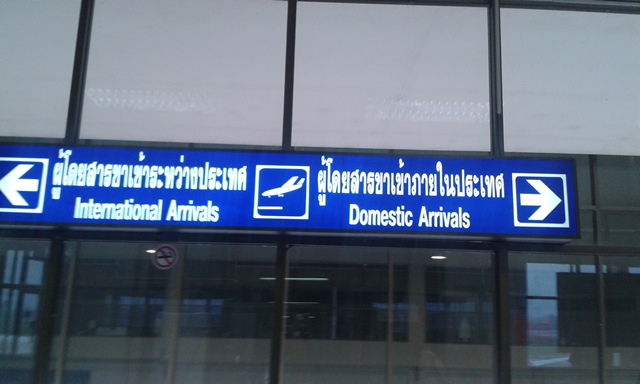 ผู้โดยสารขาเข้าระหว่างประเทศ
International Arrivals
ผู้โดยสารขาเข้าภายในประเทศ
Domestic Arrivals